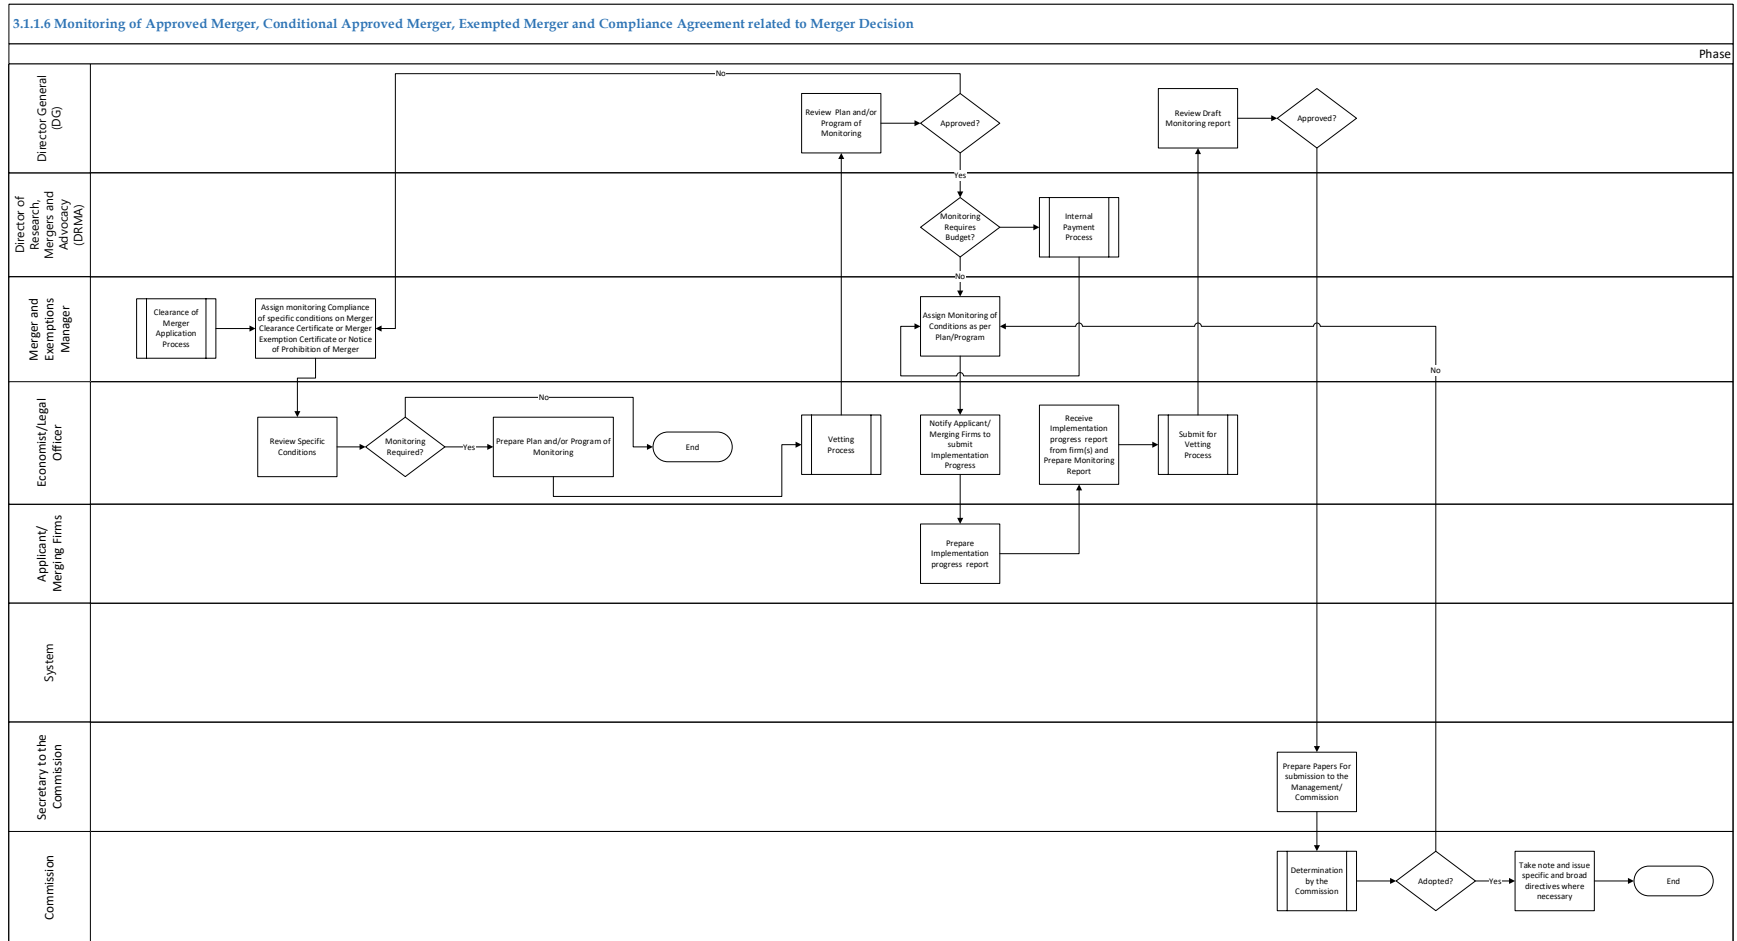 3.1.1.6 Monitoring of Approved Merger, Conditional Approved Merger, Exempted Merger and Compliance Agreement related to Merger Decision
Phase
Director General
(DG)
No
Review Plan and/or
Program of
Monitoring
Approved?
Yes
Review Draft
Monitoring report
Approved?
Director of
Research,
Mergers and
Advocacy
(DRMA)
Monitoring
Requires
Budget?
No
Internal
Payment
Process
Merger and
Exemptions
Manager
Clearance of
Merger
Application
Process
Assign monitoring Compliance
of specific conditions on Merger
Clearance Certificate or Merger
Exemption Certificate or Notice
of Prohibition of Merger
Assign Monitoring of
Conditions as per
Plan/Program
No
Economist/Legal
Officer
Review Specific
Conditions
Monitoring
Required?
No
Yes
Prepare Plan and/or Program of
Monitoring
End
Vetting
Process
Notify Applicant/
Merging Firms to
submit
Implementation
Progress
Receive
Implementation
progress report
from firm(s) and
Prepare Monitoring
Report
Submit for
Vetting
Process
Applicant/
Merging Firms
Prepare
Implementation
progress report
System
Secretary to the
Commission
Prepare Papers For
submission to the
Management/
Commission
Commission
Determination
by the
Commission
Adopted?
Yes
Take note and issue
specific and broad
directives where
necessary
End